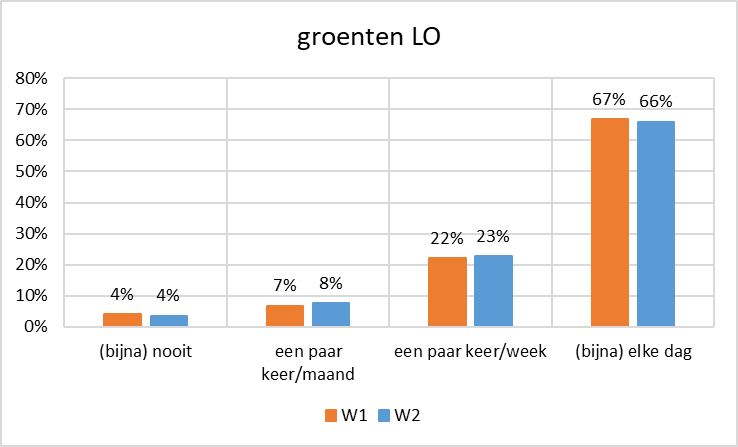 groenten LO
80%
70%
60%
50%
40%
30%
20%
10%
0%
4%
4%
7%
8%
22%
23%
67%
66%
(bijna) nooit
een paar
keer/maand
een paar keer/week
(bijna) elke dag
W1
W2